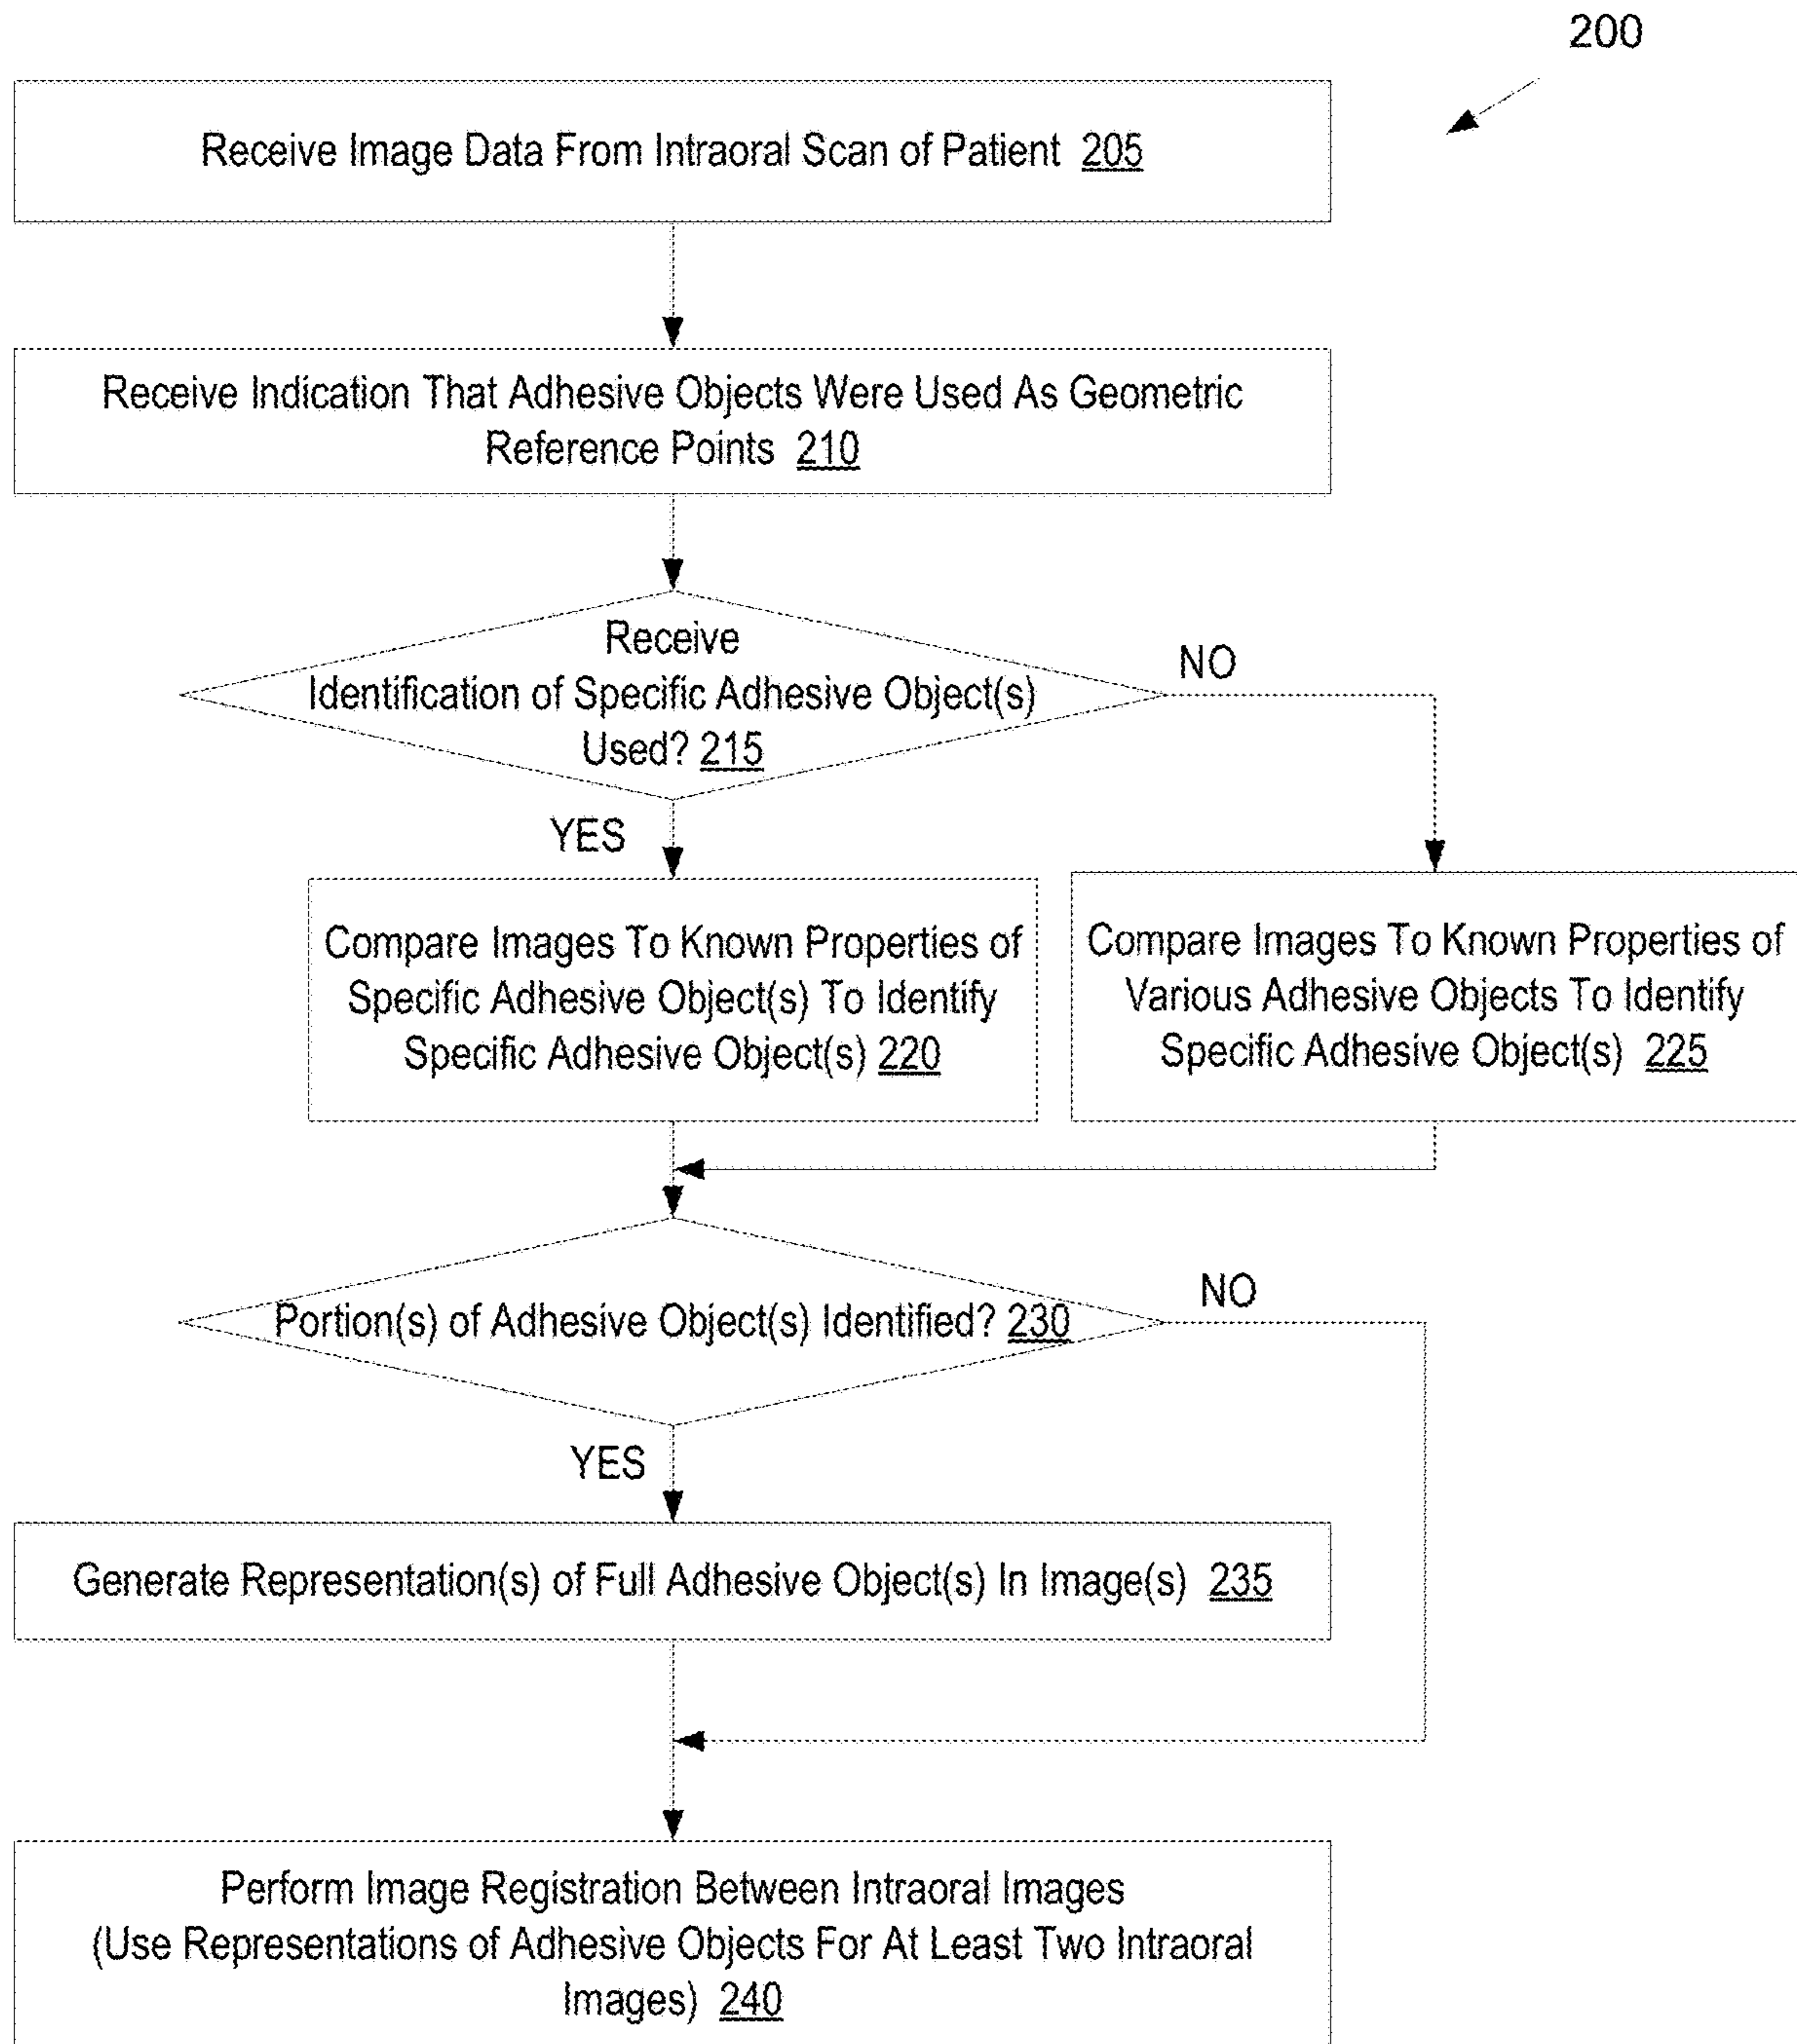 200
Receive Image Data From Intraoral Scan of Patient 205
Receive Indication That Adhesive Objects Were Used As Geometric
Reference Points 210
Receive
Identification of Specific Adhesive Object(s)
Used? 215
NO
YES
Compare Images To Known Properties of
Specific Adhesive Object(s) To Identify
Specific Adhesive Object(s) 220
Compare Images To Known Properties of
Various Adhesive Objects To Identify
Specific Adhesive Object(s) 225
Portion(s) of Adhesive Object(s) Identified? 230
NO
YES
Generate Representation(s) of Full Adhesive Object(s) In Image(s) 235
Perform Image Registration Between Intraoral Images
(Use Representations of Adhesive Objects For At Least Two Intraoral
Images) 240